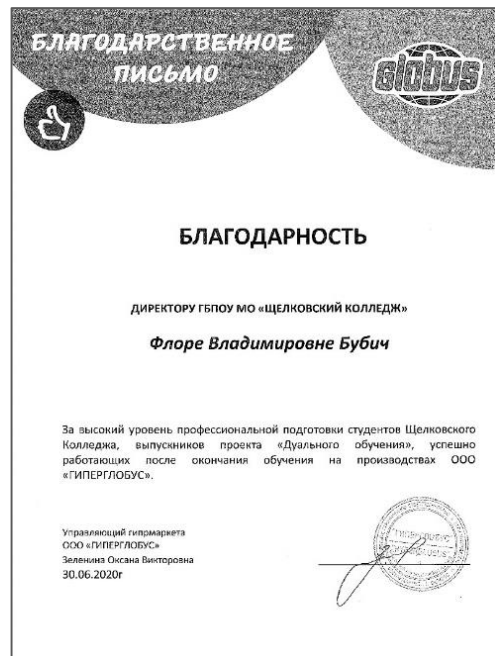 БЛАГОДАРСТВЕННОЕ
ПИСЬМО
Globus
БЛАГОДАРНОСТЬ
ДИРЕКТОРУ ГБПОУ МО «ЩЕЛКОВСКИЙ КОЛЛЕДЖ»
Флоре Владимировне Бубич
За высокий уровень профессиональной подготовки студентов Щелковского
Колледжа, выпускников проекта «Дуального обучения», успешно
работающих после окончания обучения на производствах ООО
«ГИПЕРГЛОБУС».
Управляющий гипрмаркета
ООО «ГИПЕРГЛОБУС»
Зеленина Оксана Викторовна
30.06.2020г